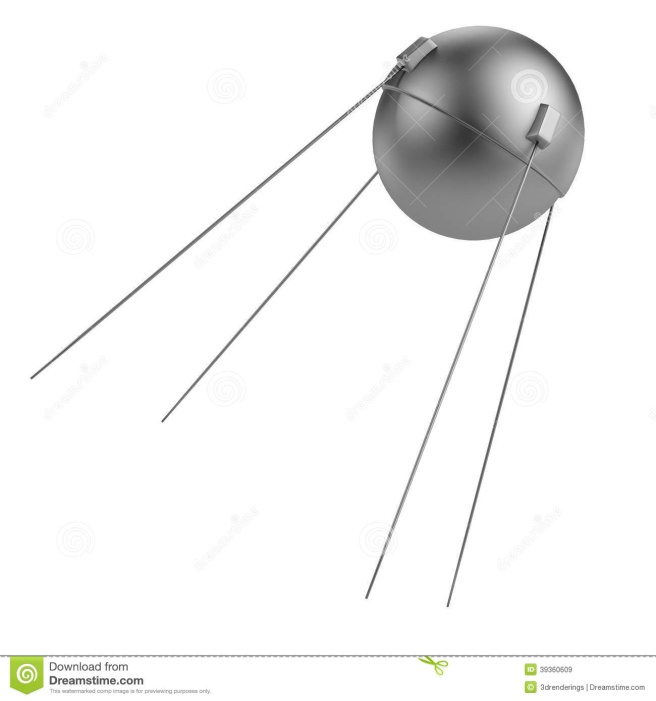 Download from
Dreamstime.com
This watermarked comp image is for previewing purposes only.
ID 39360609
© 3drenderings | Dreamstime.com